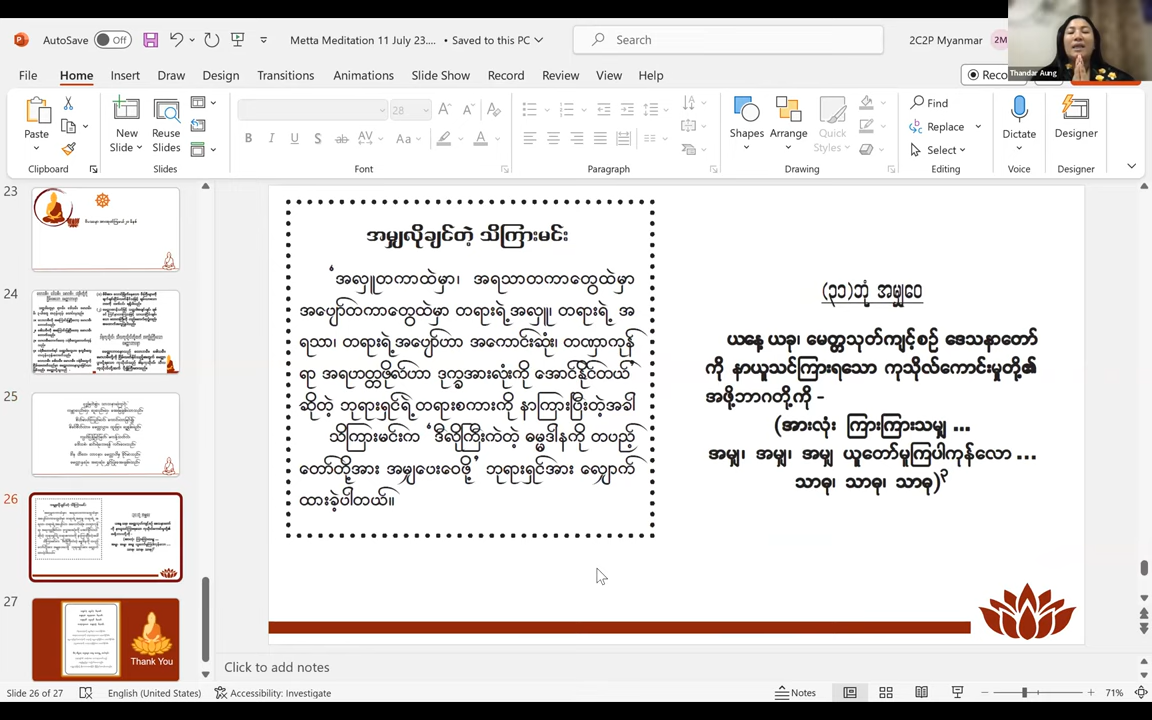 AutoSave
Off
Metta Meditation 11 July 23.... • Saved to this PC
Search
2C2P Myanmar
2M
Thandar Aung
File Home Insert Draw Design Transitions Animations Slide Show Record Review View Help
Reco
Paste
New Slide
Reuse Slides
28
Shapes
Arrange
Quick Styles
Find
Replace
Select
Dictate
Designer
Clipboard
Slides
Font
Paragraph
Drawing
Editing
Voice
Designer
23
24
25
26
27
Thank You
အမျှလိုချင်တဲ့ သိကြားမင်း
‘အလှူတကာထဲမှာ၊ အရသာတကာတွေထဲမှာ
အပျော်တကာတွေထဲမှာ တရားရဲ့အလှူ၊ တရားရဲ့ အ
ရသာ၊ တရားရဲ့အပျော်ဟာ အကောင်းဆုံး၊ တဏှာကုန်
ရာ အရဟတ္တဖိုလ်ဟာ ဒုက္ခအားလုံးကို အောင်နိုင်တယ်’
ဆိုတဲ့ ဘုရားရှင်ရဲ့တရားစကားကို နာကြားပြီးတဲ့အခါ
သိကြားမင်းက ‘ဒီလိုကြီးကဲတဲ့ ဓမ္မဒါနကို တပည့်
တော်တို့အား အမျှပေးဝေဖို့’ ဘုရားရှင်အား လျှောက်
ထားခဲ့ပါတယ်။
(၃၁)ဘုံ အမျှဝေ
ယနေ့ ယခု၊ မေတ္တသုတ်ကျင့်စဉ် ဒေသနာတော်
ကို နာယူသင်ကြားရသော ကုသိုလ်ကောင်းမှုတို့၏
အဖို့ဘာဂတို့ကို -
(အားလုံး ကြားကြားသမျှ ...
အမျှ၊ အမျှ၊ အမျှ ယူတော်မူကြပါကုန်လော ...
သာဓု၊ သာဓု၊ သာဓု)၃
Click to add notes
Slide 26 of 27
English (United States)
Accessibility: Investigate
Notes
71%